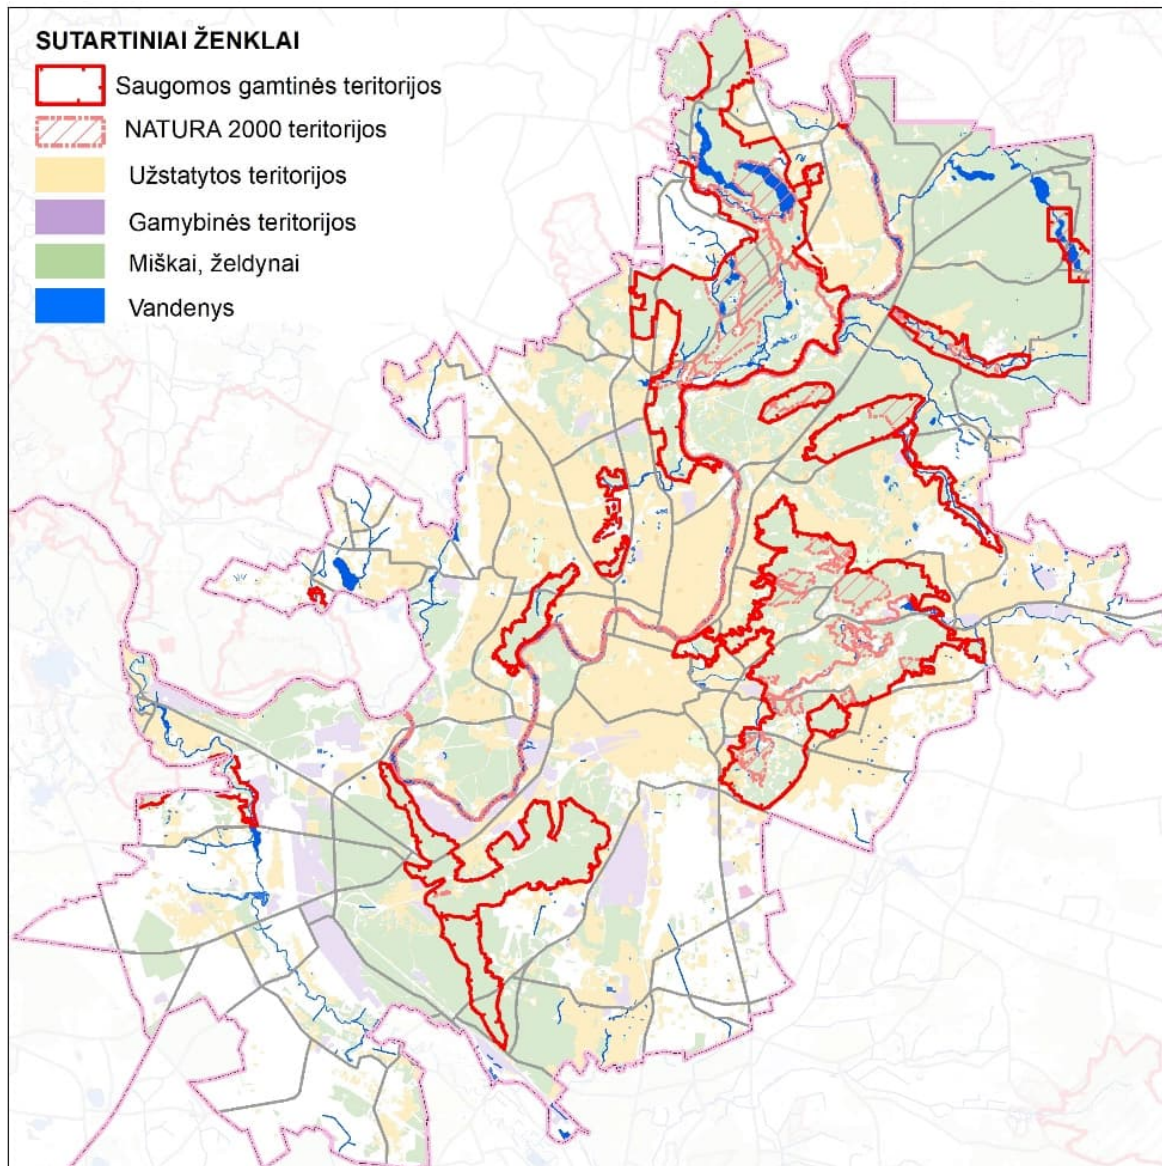 SUTARTINIAI ŽENKLAI
Saugomos gamtinės teritorijos
NATURA 2000 teritorijos
Užstatytos teritorijos
Gamybinės teritorijos
Miškai, želdynai
Vandenys